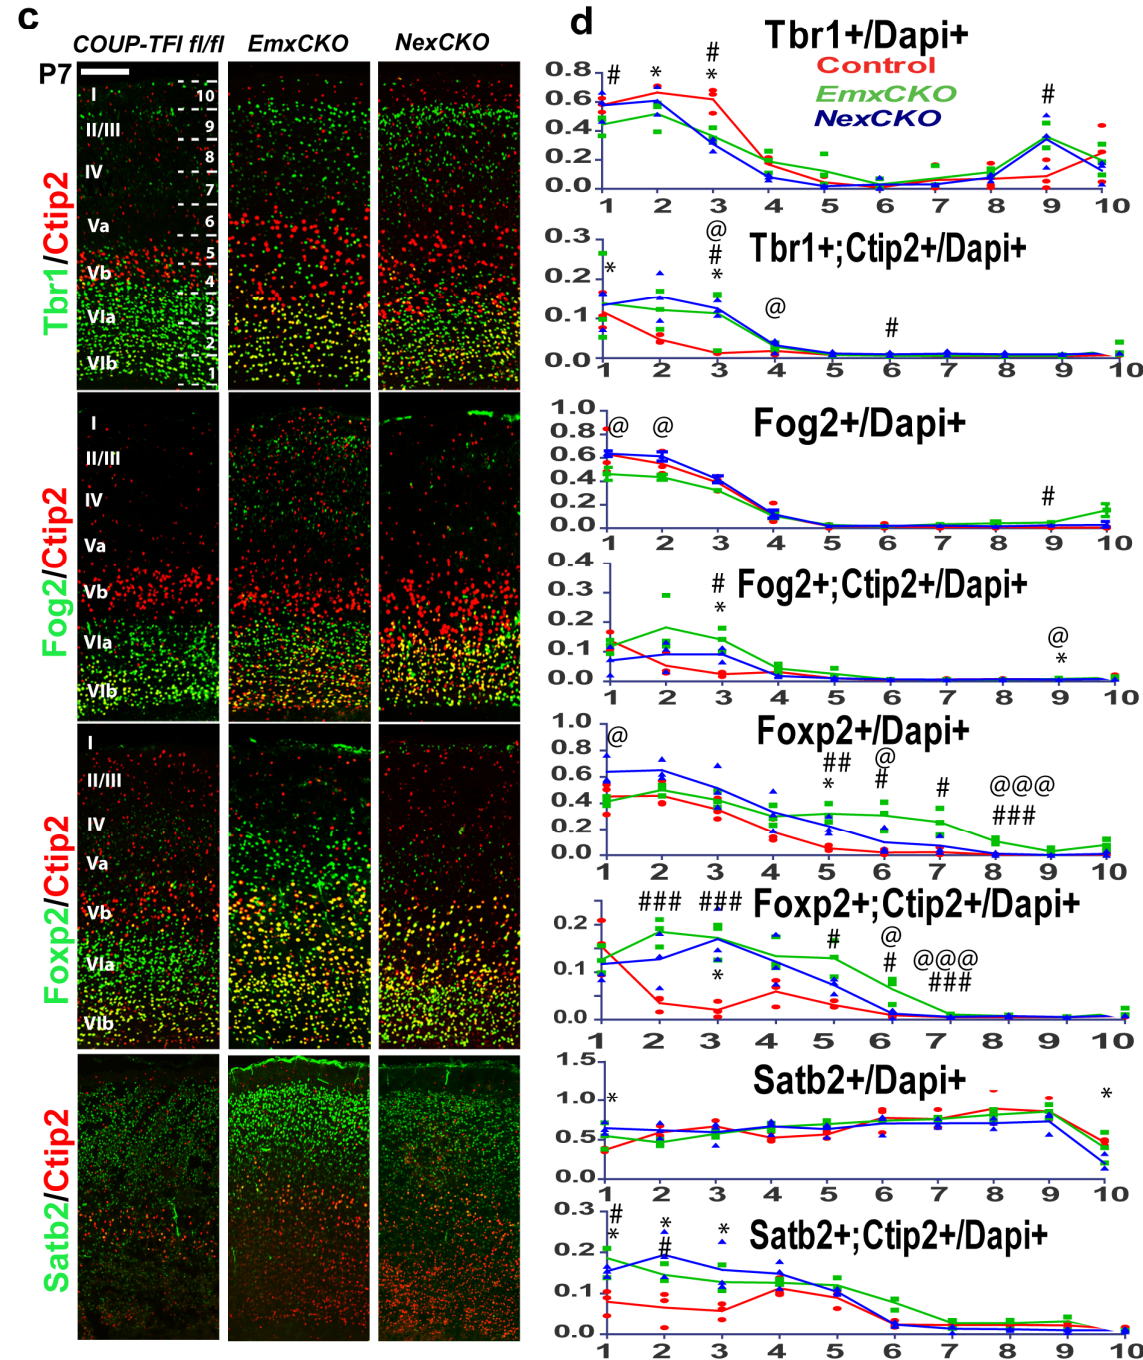 c
COUP-TFI fl/fl EmxCKO NexCKO
P7
I
II/III
IV
Va
Vb
VIa
VIb
10
9
8
7
6
5
4
3
2
1
Tbr1/Ctip2
I
II/III
IV
Va
Vb
VIa
VIb
Fog2/Ctip2
I
II/III
IV
Va
Vb
VIa
VIb
Foxp2/Ctip2
Satb2/Ctip2
d
Tbr1+/Dapi+
Control
EmxCKO
NexCKO
# * # * #
0.8
0.6
0.4
0.2
0.0
1 2 3 4 5 6 7 8 9 10
Tbr1+;Ctip2+/Dapi+
* @ # * @ #
0.3
0.2
0.1
0.0
1 2 3 4 5 6 7 8 9 10
Fog2+/Dapi+
@ @ #
1.0
0.8
0.6
0.4
0.2
0.0
1 2 3 4 5 6 7 8 9 10
Fog2+;Ctip2+/Dapi+
# * @ *
0.4
0.3
0.2
0.1
0.0
1 2 3 4 5 6 7 8 9 10
Foxp2+/Dapi+
@ ## * @ # # @@@ ###
1.0
0.8
0.6
0.4
0.2
0.0
1 2 3 4 5 6 7 8 9 10
Foxp2+;Ctip2+/Dapi+
### ### * # @ # @@@ ###
0.2
0.1
0.0
1 2 3 4 5 6 7 8 9 10
Satb2+/Dapi+
* *
1.5
1.0
0.5
0.0
1 2 3 4 5 6 7 8 9 10
Satb2+;Ctip2+/Dapi+
# * * # *
0.3
0.2
0.1
0.0
1 2 3 4 5 6 7 8 9 10